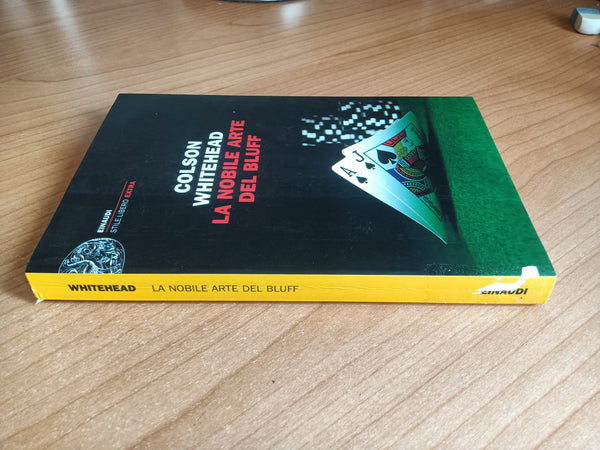 COLSON
WHITEHEAD
LA NOBILE ARTE
DEL BLUFF
EINAUDI
STILE LIBERO EXTRA
A
J
WHITEHEAD LA NOBILE ARTE DEL BLUFF EINAUDI